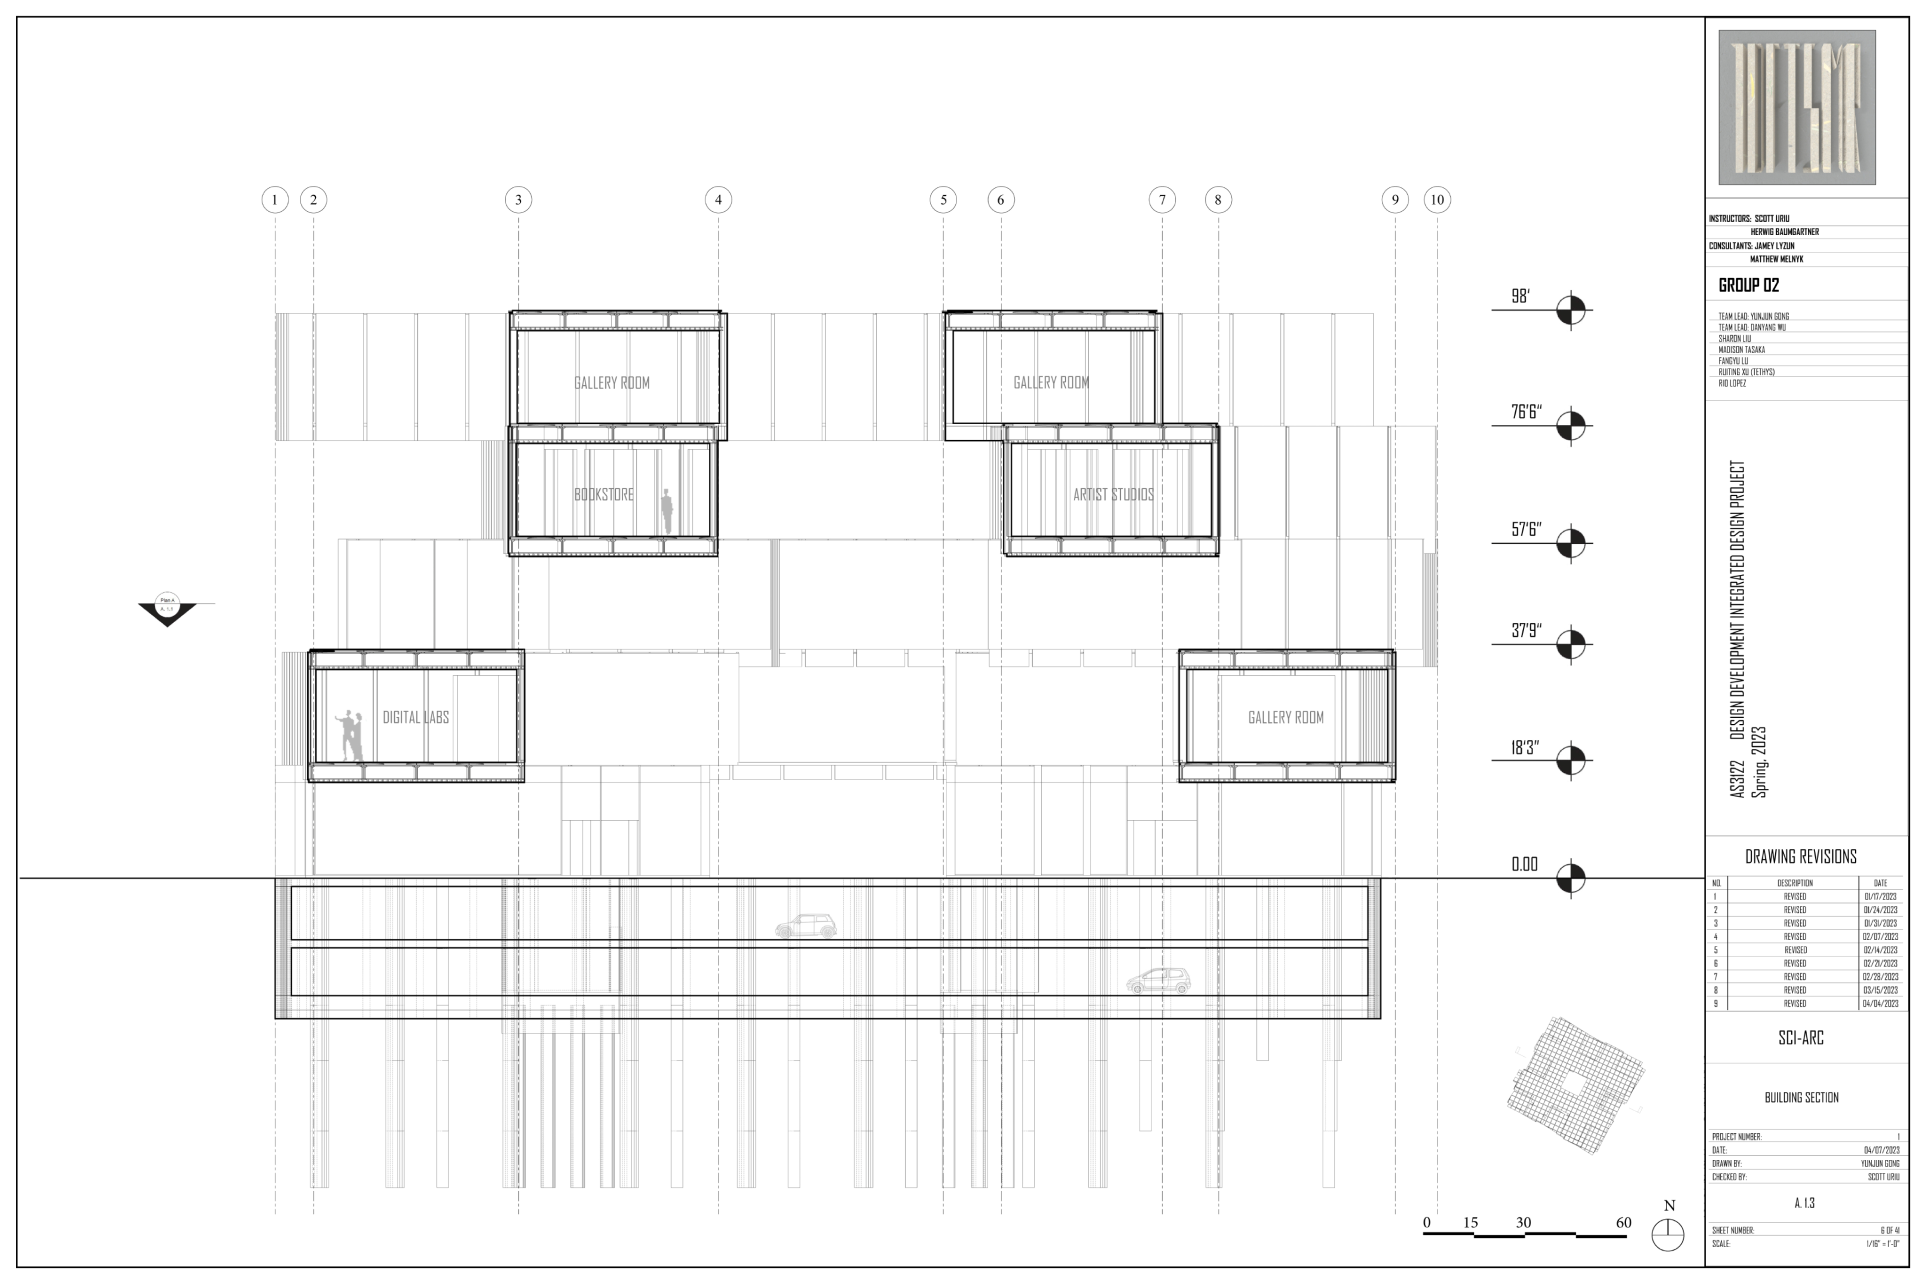 1 2 3 4 5 6 7 8 9 10
98'
GALLERY ROOM GALLERY ROOM
76'6"
BOOKSTORE ARTIST STUDIOS
57'6"
Plan A
A. 1.1
37'9"
DIGITAL LABS GALLERY ROOM
18'3"
0.00
0 15 30 60
N
INSTRUCTORS: SCOTT URIU
HERWIG BAUMGARTNER
CONSULTANTS: JAMEY LYZUN
MATTHEW MELNYK
GROUP 02
TEAM LEAD: YUNJUN GONG
TEAM LEAD: DANYANG WU
SHARON LIU
MADISON TASAKA
FANGYU LU
RUITING XU (TETHYS)
RIO LOPEZ
AS3122 DESIGN DEVELOPMENT INTEGRATED DESIGN PROJECT
Spring, 2023
DRAWING REVISIONS
NO. DESCRIPTION DATE
1 REVISED 01/17/2023
2 REVISED 01/24/2023
3 REVISED 01/31/2023
4 REVISED 02/07/2023
5 REVISED 02/14/2023
6 REVISED 02/21/2023
7 REVISED 02/28/2023
8 REVISED 03/15/2023
9 REVISED 04/04/2023
SCI-ARC
BUILDING SECTION
PROJECT NUMBER: 1
DATE: 04/07/2023
DRAWN BY: YUNJUN GONG
CHECKED BY: SCOTT URIU
A. 1.3
SHEET NUMBER: 6 OF 41
SCALE: 1/16" = 1'-0"